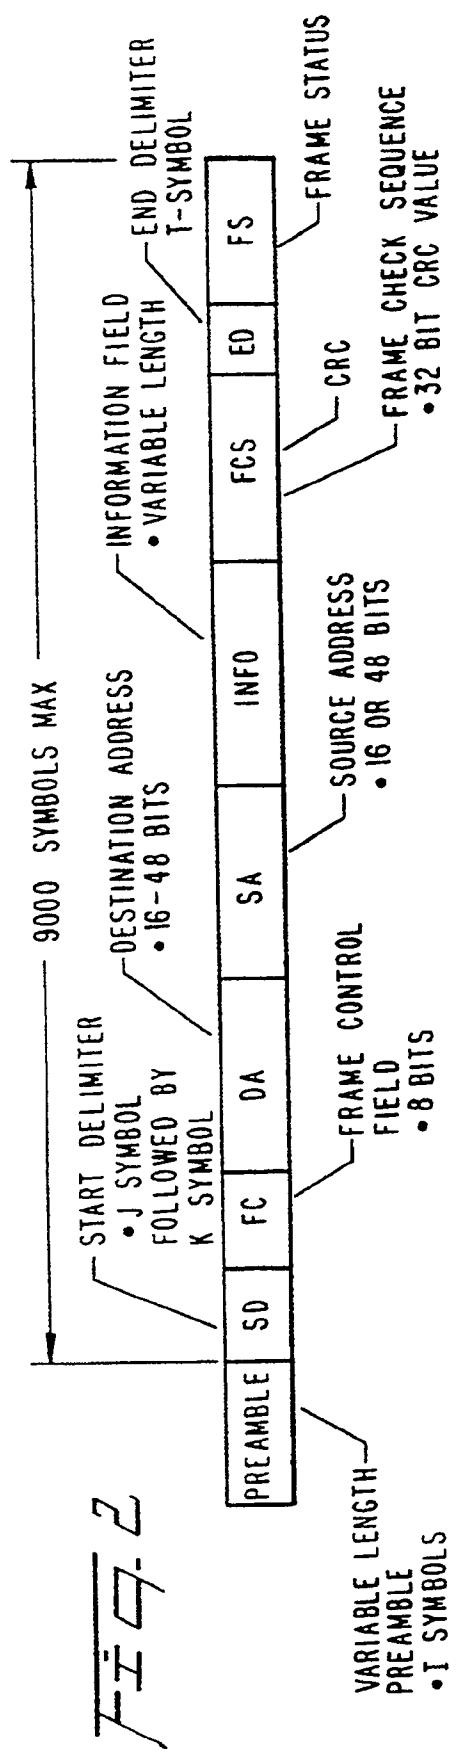 9000 SYMBOLS MAX
START DELIMITER
• J SYMBOL
FOLLOWED BY
K SYMBOL
DESTINATION ADDRESS
• 16-48 BITS
INFORMATION FIELD
• VARIABLE LENGTH
END DELIMITER
T-SYMBOL
PREAMBLE
SD
FC
DA
SA
INFO
FCS
ED
FS
VARIABLE LENGTH
PREAMBLE
• I SYMBOLS
FRAME CONTROL
FIELD
• 8 BITS
SOURCE ADDRESS
• 16 OR 48 BITS
CRC
FRAME CHECK SEQUENCE
• 32 BIT CRC VALUE
FRAME STATUS
Fig. 2